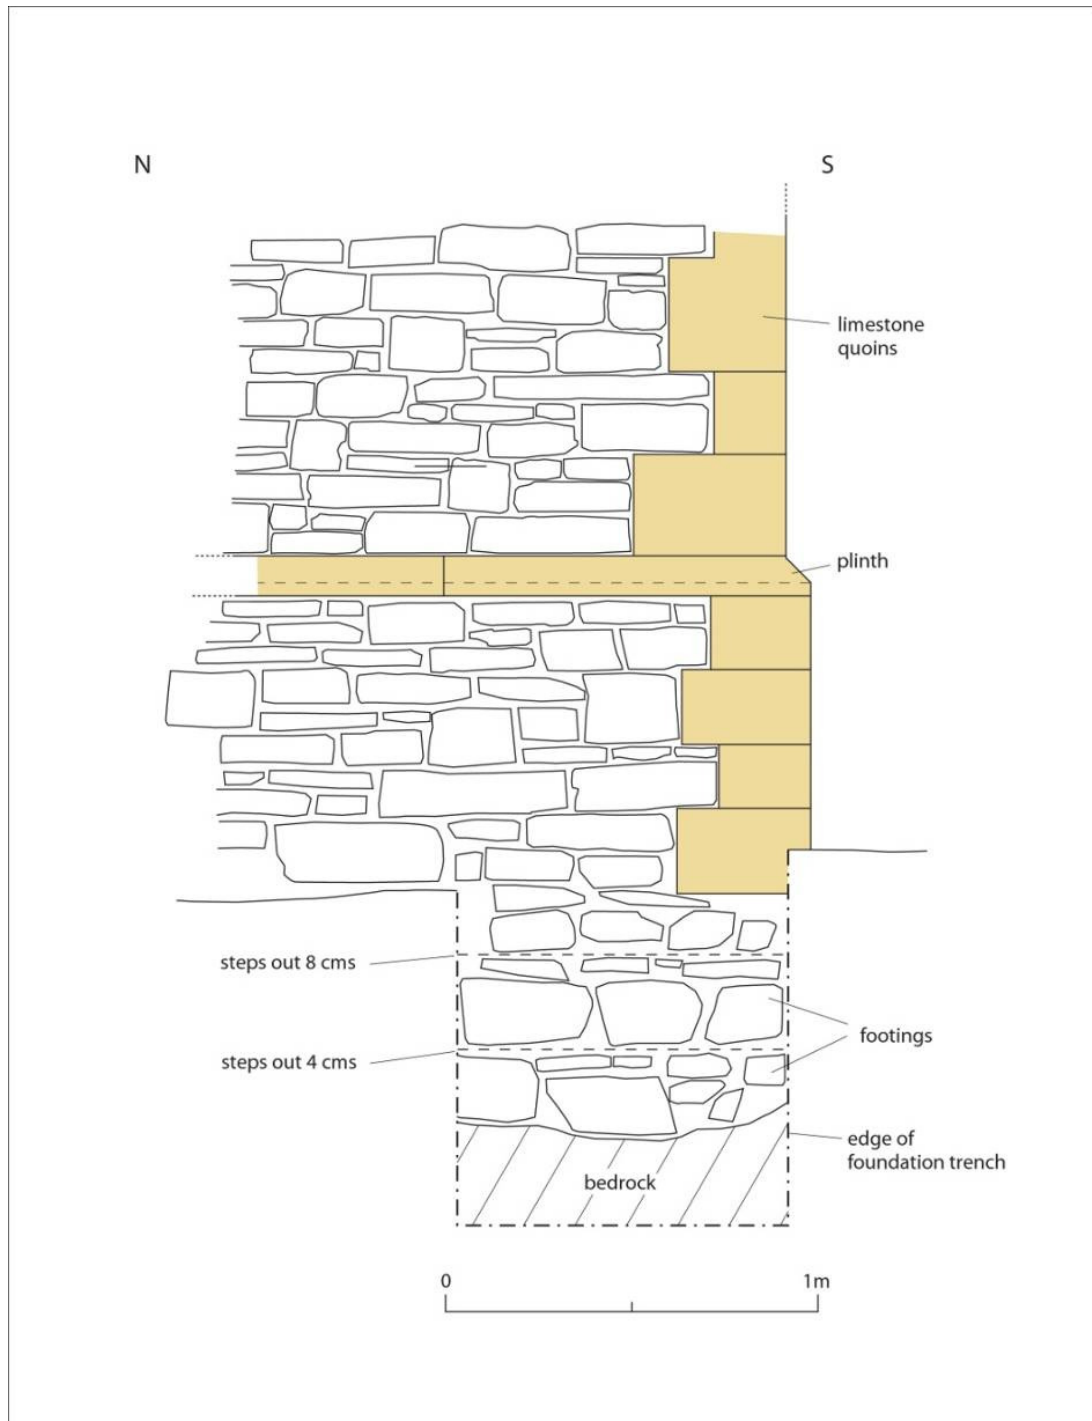 N
S
limestone
quoins
plinth
steps out 8 cms
footings
steps out 4 cms
edge of
foundation trench
bedrock
0
1m